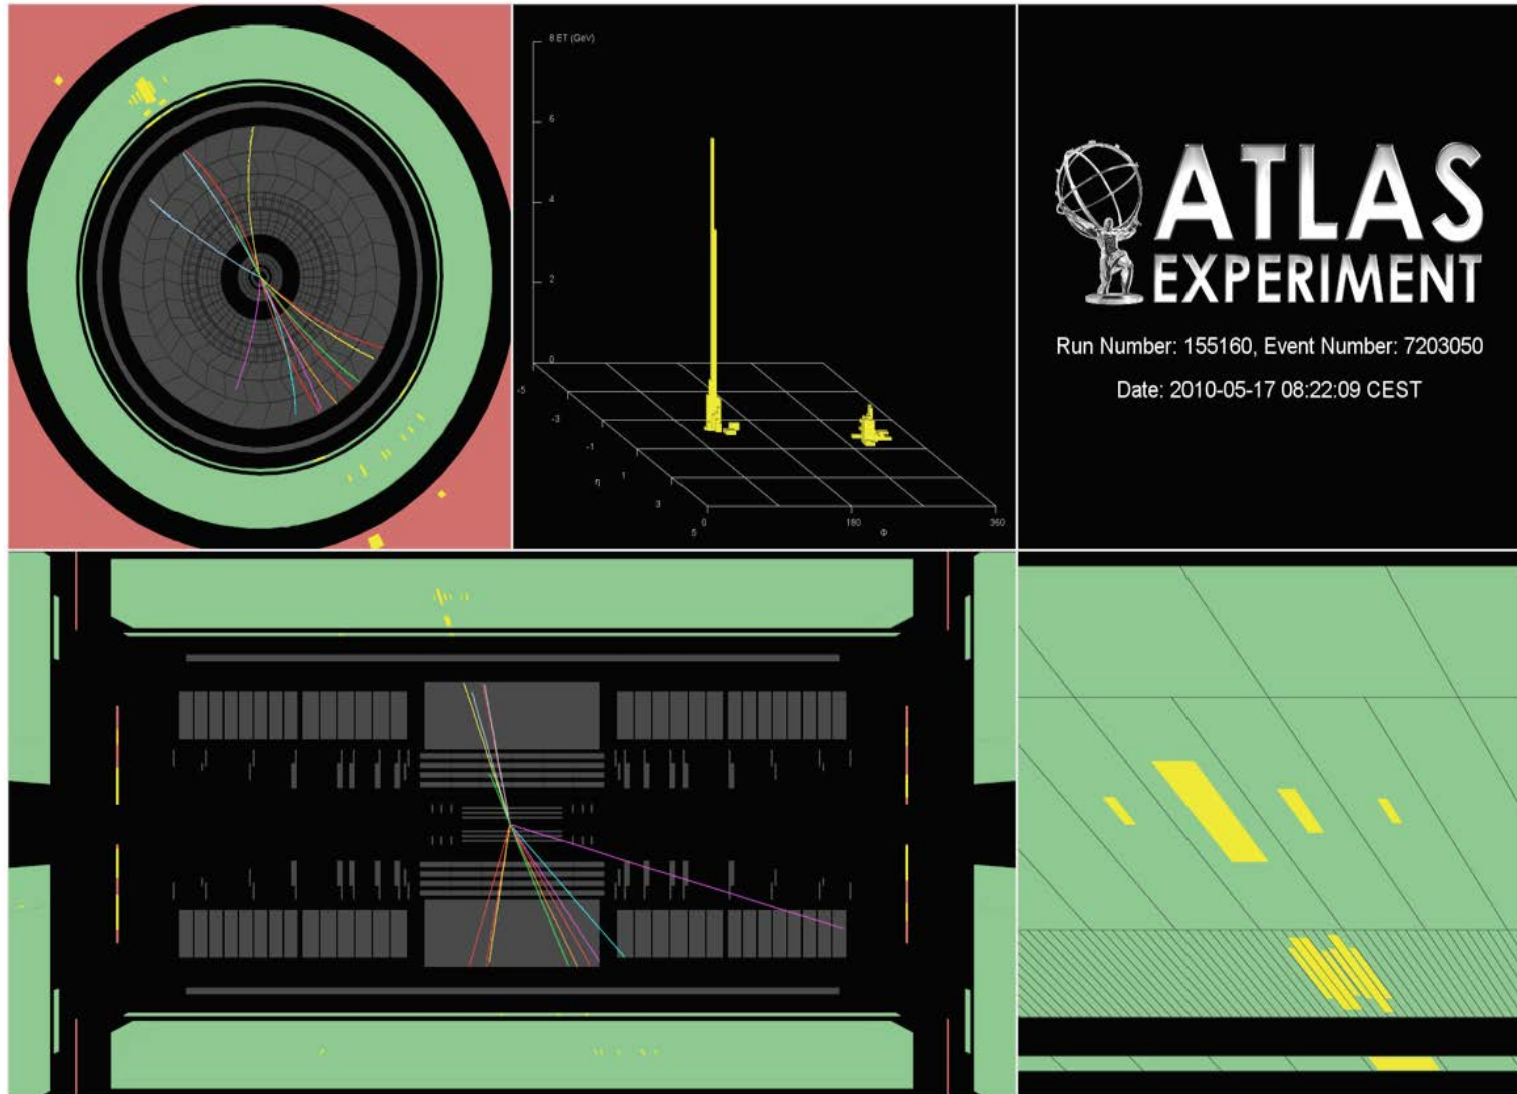 8 ET (GeV)
6
4
2
0
-5
-3
-1
η
1
3
5
0
180
Φ
360
ATLAS
EXPERIMENT
Run Number: 155160, Event Number: 7203050
Date: 2010-05-17 08:22:09 CEST